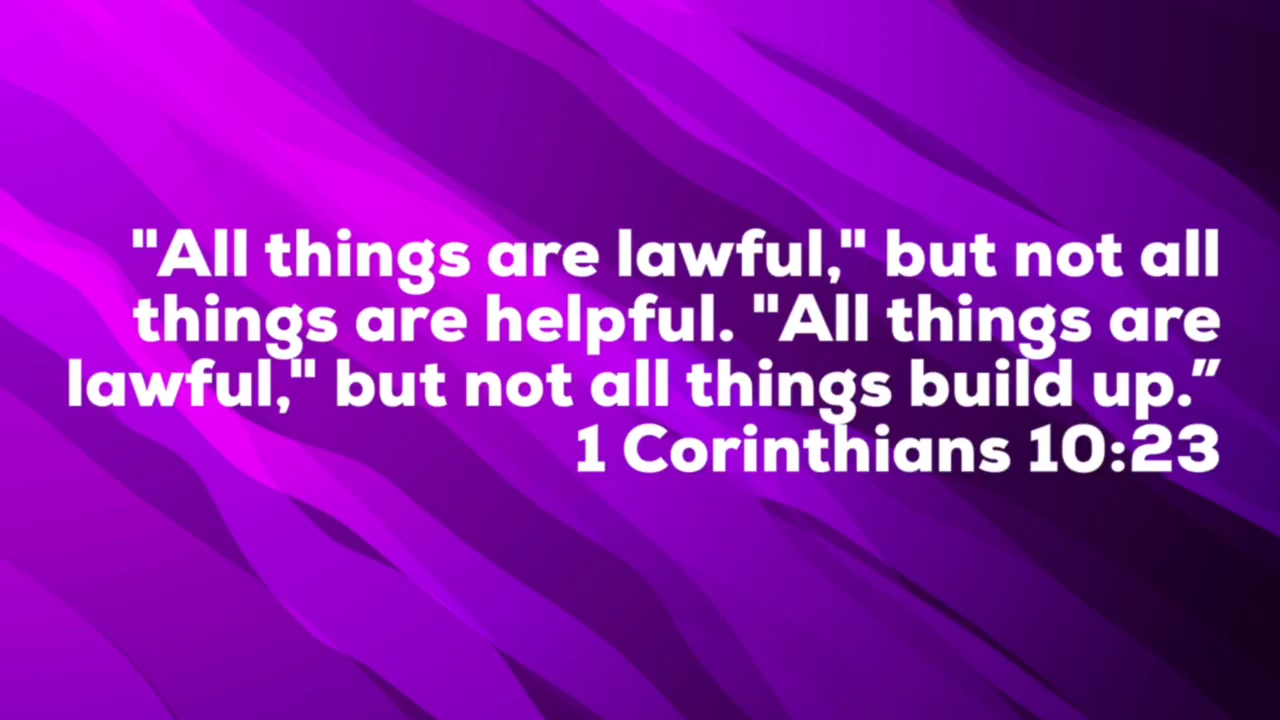 "All things are lawful," but not all
things are helpful. "All things are
lawful," but not all things build up.”
1 Corinthians 10:23